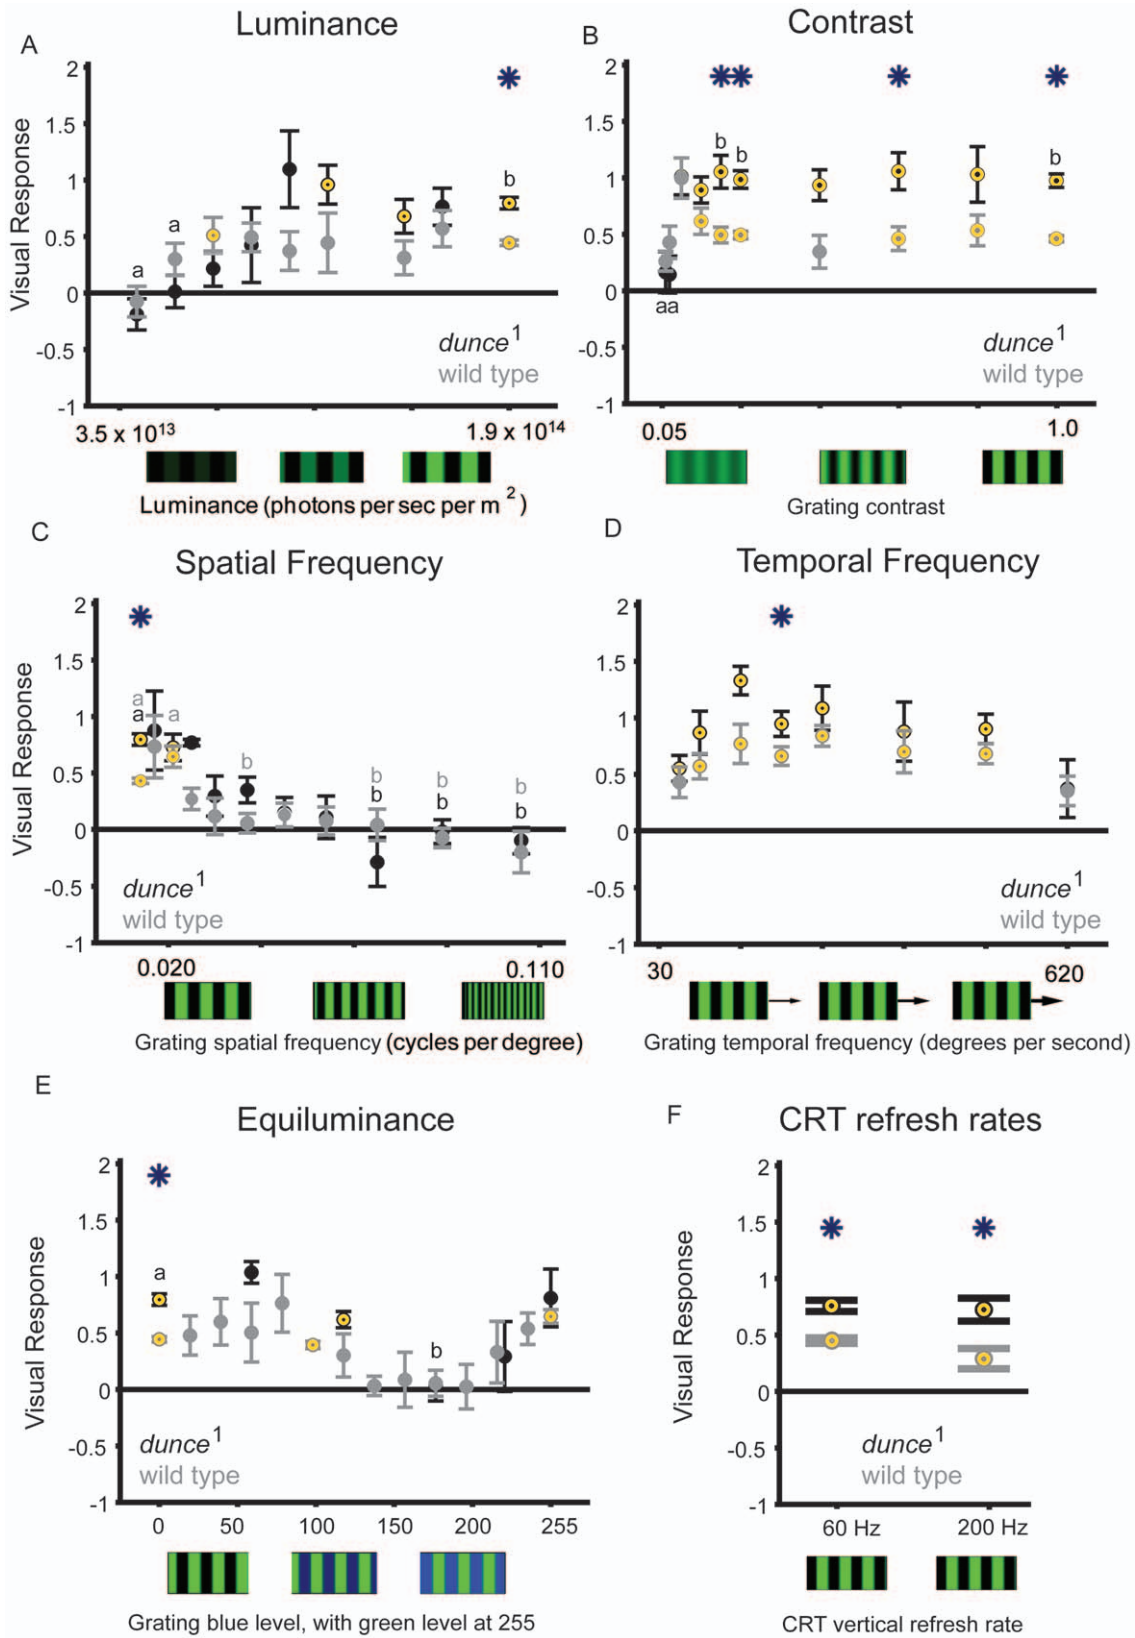 A
Luminance
2
1.5
1
0.5
0
-0.5
-1
Visual Response
a
a
b
dunce1
wild type
3.5 x 10^13
1.9 x 10^14
Luminance (photons per sec per m^2)
B
Contrast
2
1.5
1
0.5
0
-0.5
-1
b
b
b
aa
dunce1
wild type
0.05
1.0
Grating contrast
C
Spatial Frequency
2
1.5
1
0.5
0
-0.5
-1
Visual Response
a
a
a
b
b
b
b
b
b
b
dunce1
wild type
0.020
0.110
Grating spatial frequency (cycles per degree)
D
Temporal Frequency
2
1.5
1
0.5
0
-0.5
-1
dunce1
wild type
30
620
Grating temporal frequency (degrees per second)
E
Equiluminance
2
1.5
1
0.5
0
-0.5
-1
Visual Response
a
b
dunce1
wild type
0 50 100 150 200 255
Grating blue level, with green level at 255
F
CRT refresh rates
2
1.5
1
0.5
0
-0.5
-1
Visual Response
dunce1
wild type
60 Hz
200 Hz
CRT vertical refresh rate